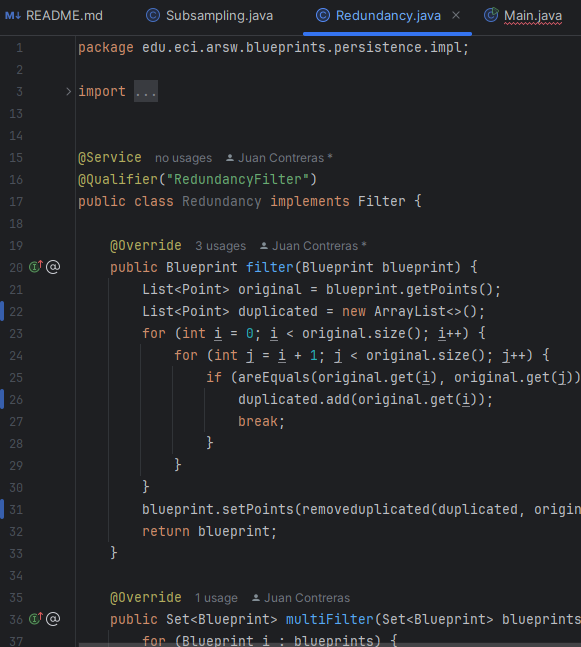 M↓ README.md   Subsampling.java   Redundancy.java   Main.java
1 package edu.eci.arsw.blueprints.persistence.impl;
2
3 import ...
13
14
15 @Service no usages Juan Contreras *
16 @Qualifier("RedundancyFilter")
17 public class Redundancy implements Filter {
18
19 @Override 3 usages Juan Contreras *
20 public Blueprint filter(Blueprint blueprint) {
21 List<Point> original = blueprint.getPoints();
22 List<Point> duplicated = new ArrayList<>();
23 for (int i = 0; i < original.size(); i++) {
24 for (int j = i + 1; j < original.size(); j++) {
25 if (areEquals(original.get(i), original.get(j))
26 duplicated.add(original.get(i));
27 break;
28 }
29 }
30 }
31 blueprint.setPoints(removeduplicated(duplicated, origin
32 return blueprint;
33 }
34
35 @Override 1 usage Juan Contreras
36 public Set<Blueprint> multiFilter(Set<Blueprint> blueprints
37 for (Blueprint i : blueprints) {